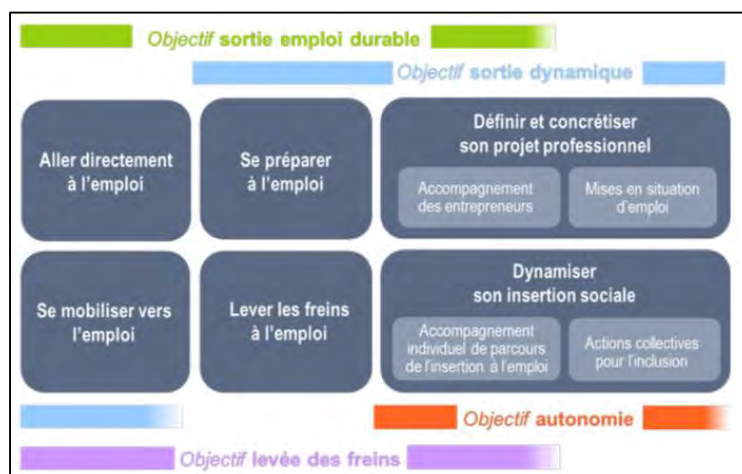 Objectif sortie emploi durable
Objectif sortie dynamique
Aller directement
à l'emploi
Se préparer
à l'emploi
Définir et concrétiser
son projet professionnel
Accompagnement
des entrepreneurs
Mises en situation
d'emploi
Se mobiliser vers
l'emploi
Lever les freins
à l'emploi
Dynamiser
son insertion sociale
Accompagnement
individuel de parcours
de l'insertion à l'emploi
Actions collectives
pour l'inclusion
Objectif autonomie
Objectif levée des freins